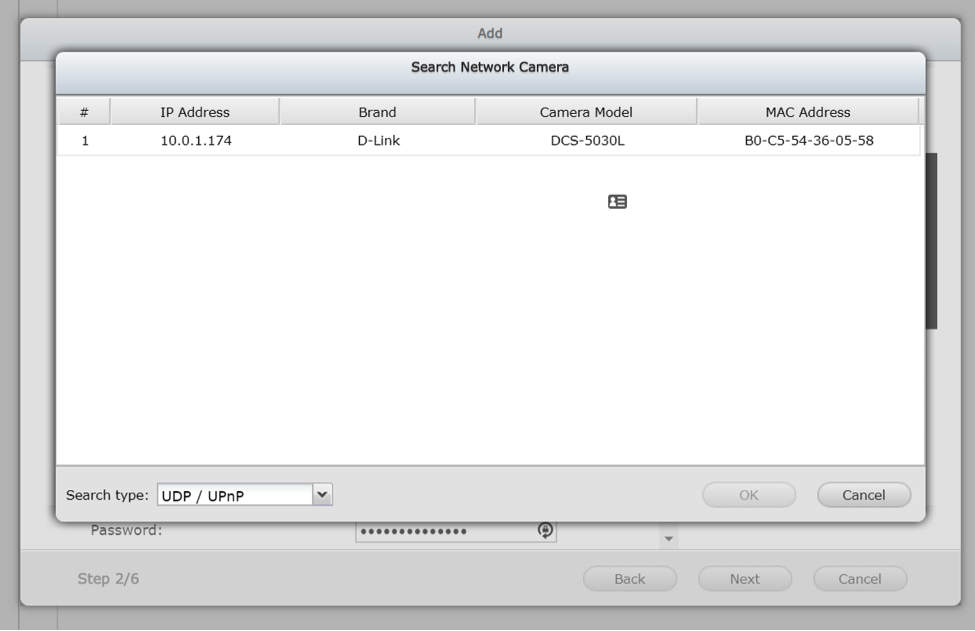 Add
Search Network Camera
# IP Address Brand Camera Model MAC Address
1 10.0.1.174 D-Link DCS-5030L B0-C5-54-36-05-58
Search type: UDP / UPnP OK Cancel
Password: ••••••••••••••
Step 2/6 Back Next Cancel